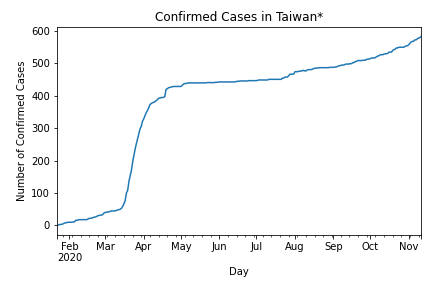 Confirmed Cases in Taiwan*
Number of Confirmed Cases
600
500
400
300
200
100
0
Feb Mar Apr May Jun Jul Aug Sep Oct Nov
2020
Day